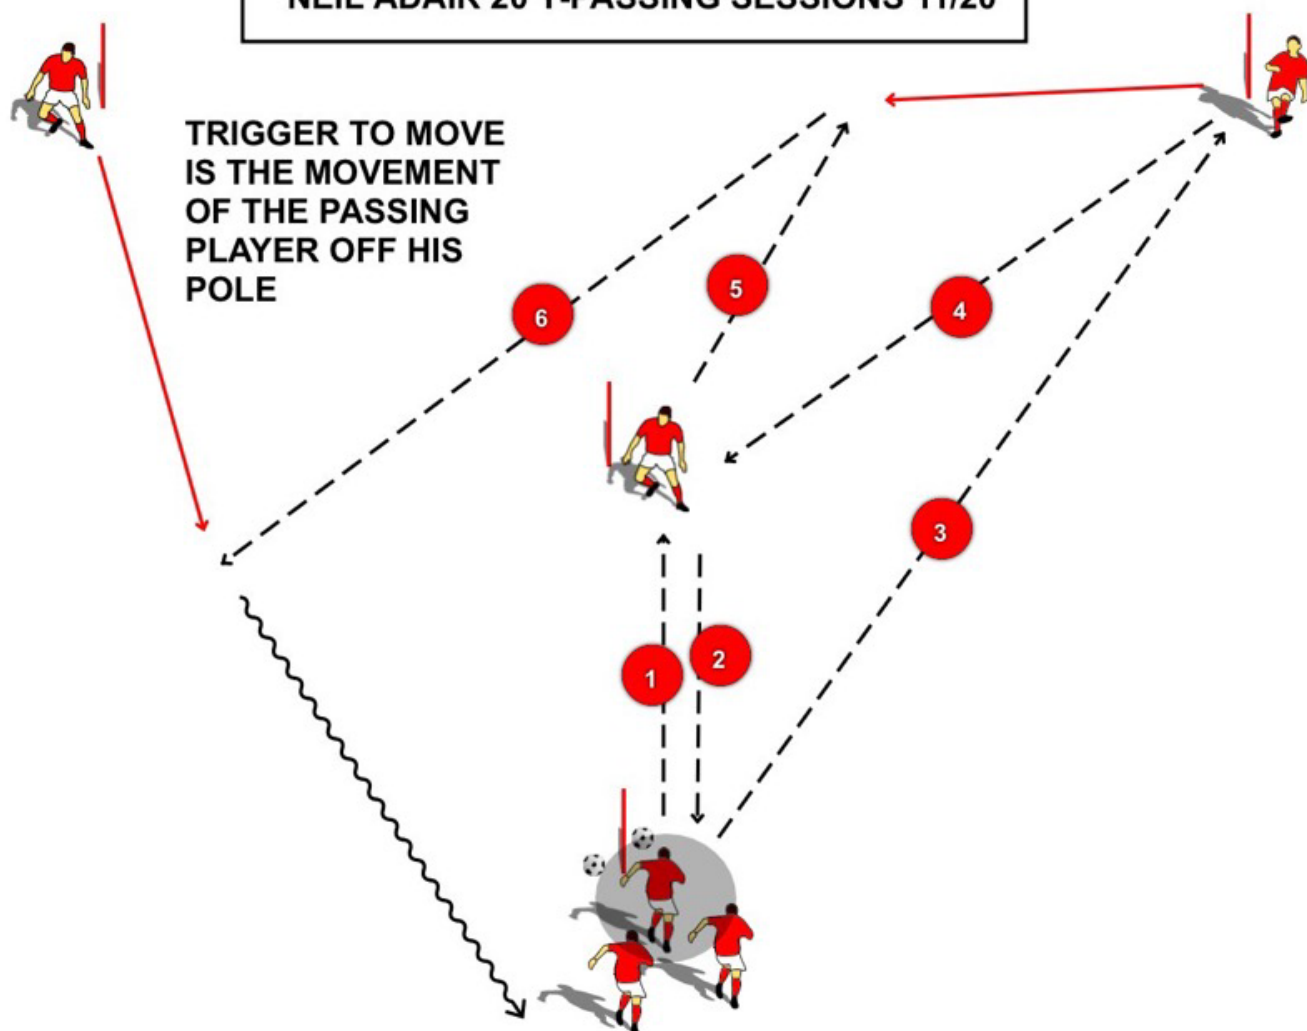 NEIL ADAIR 20 Y-PASSING SESSIONS 11/20
TRIGGER TO MOVE
IS THE MOVEMENT
OF THE PASSING
PLAYER OFF HIS
POLE
5
4
6
3
2
1